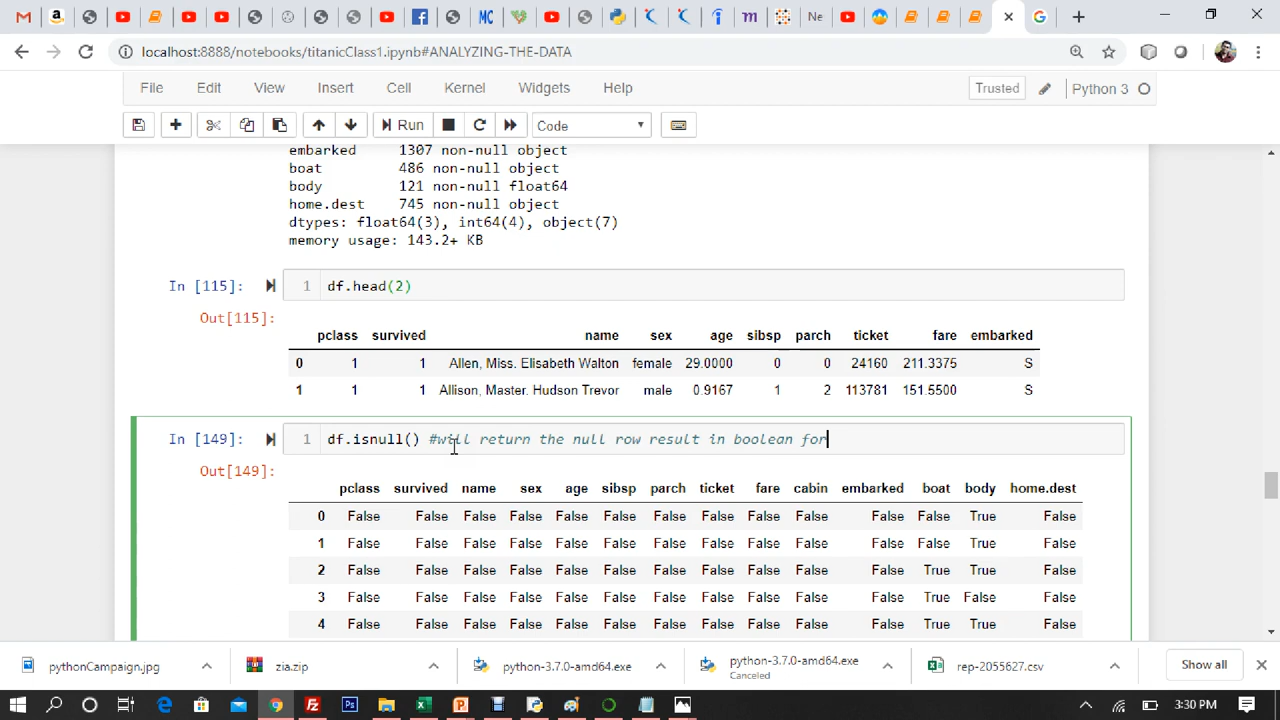 MC
Ne
localhost:8888/notebooks/titanicClass1.ipynb#ANALYZING-THE-DATA
File Edit View Insert Cell Kernel Widgets Help Trusted Python 3
Run Code
embarked 1307 non-null object
boat 486 non-null object
body 121 non-null float64
home.dest 745 non-null object
dtypes: float64(3), int64(4), object(7)
memory usage: 143.2+ KB
In [115]: 1 df.head(2)
Out[115]:
pclass survived name sex age sibsp parch ticket fare embarked
0 1 1 Allen, Miss. Elisabeth Walton female 29.0000 0 0 24160 211.3375 S
1 1 1 Allison, Master. Hudson Trevor male 0.9167 1 2 113781 151.5500 S
In [149]: 1 df.isnull() #will return the null row result in boolean for
Out[149]:
pclass survived name sex age sibsp parch ticket fare cabin embarked boat body home.dest
0 False False False False False False False False False False False False True False
1 False False False False False False False False False False False False True False
2 False False False False False False False False False False False True True False
3 False False False False False False False False False False False True False False
4 False False False False False False False False False False False True True False
pythonCampaign.jpg zia.zip python-3.7.0-amd64.exe python-3.7.0-amd64.exe rep-2055627.csv Show all
Canceled
3:30 PM